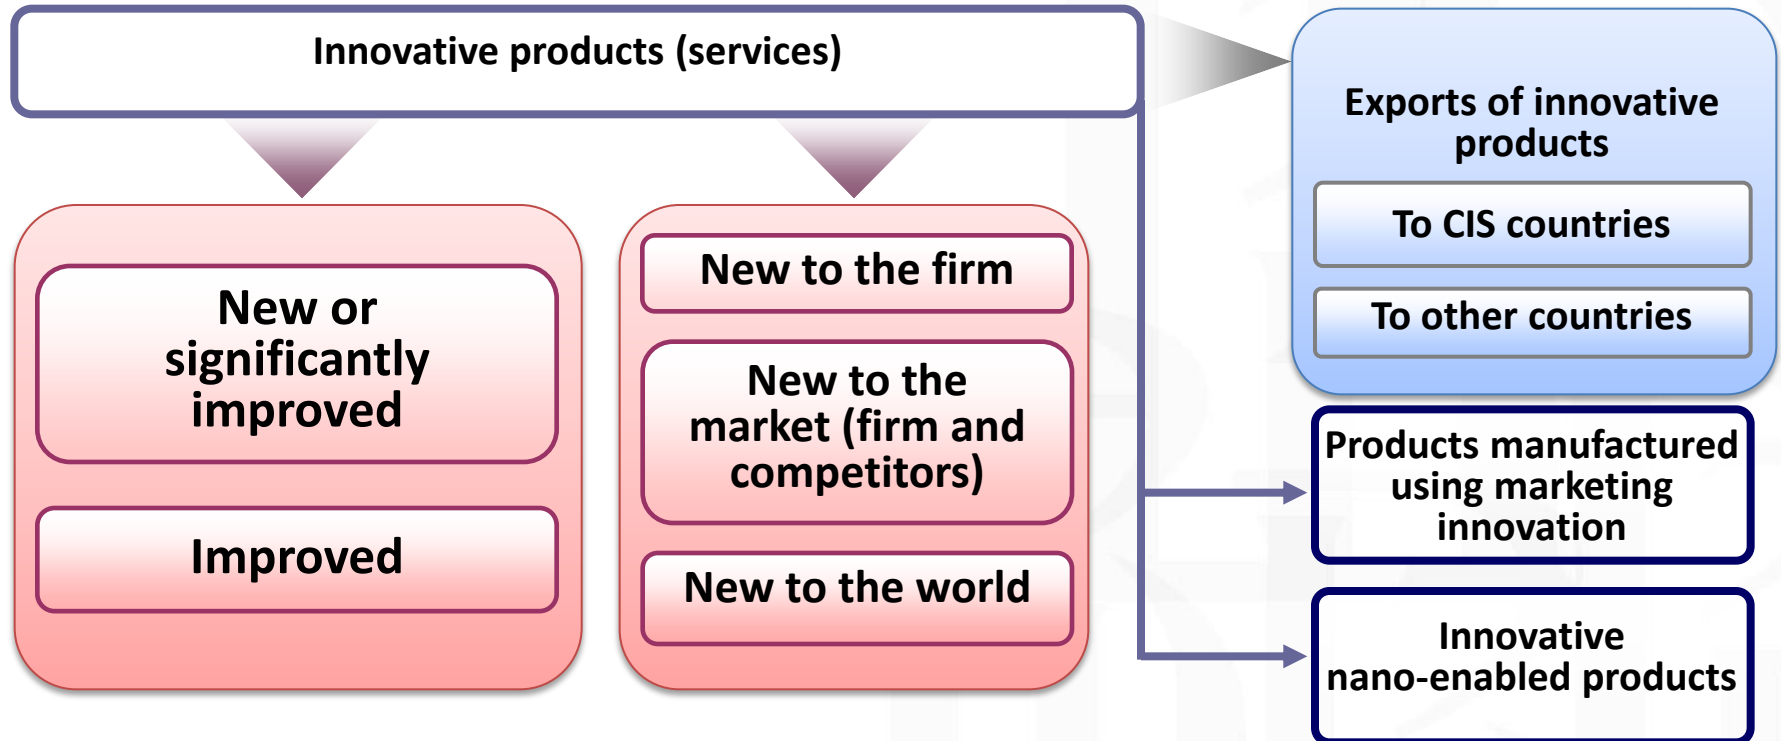 Innovative products (services)
New or
significantly
improved
Improved
New to the firm
New to the
market (firm and
competitors)
New to the world
Exports of innovative
products
To CIS countries
To other countries
Products manufactured
using marketing
innovation
Innovative
nano-enabled products